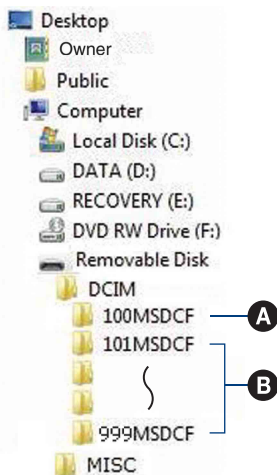 Desktop
Owner
Public
Computer
Local Disk (C:)
DATA (D:)
RECOVERY (E:)
DVD RW Drive (F:)
Removable Disk
DCIM
100MSDCF A
101MSDCF
B
999MSDCF
MISC